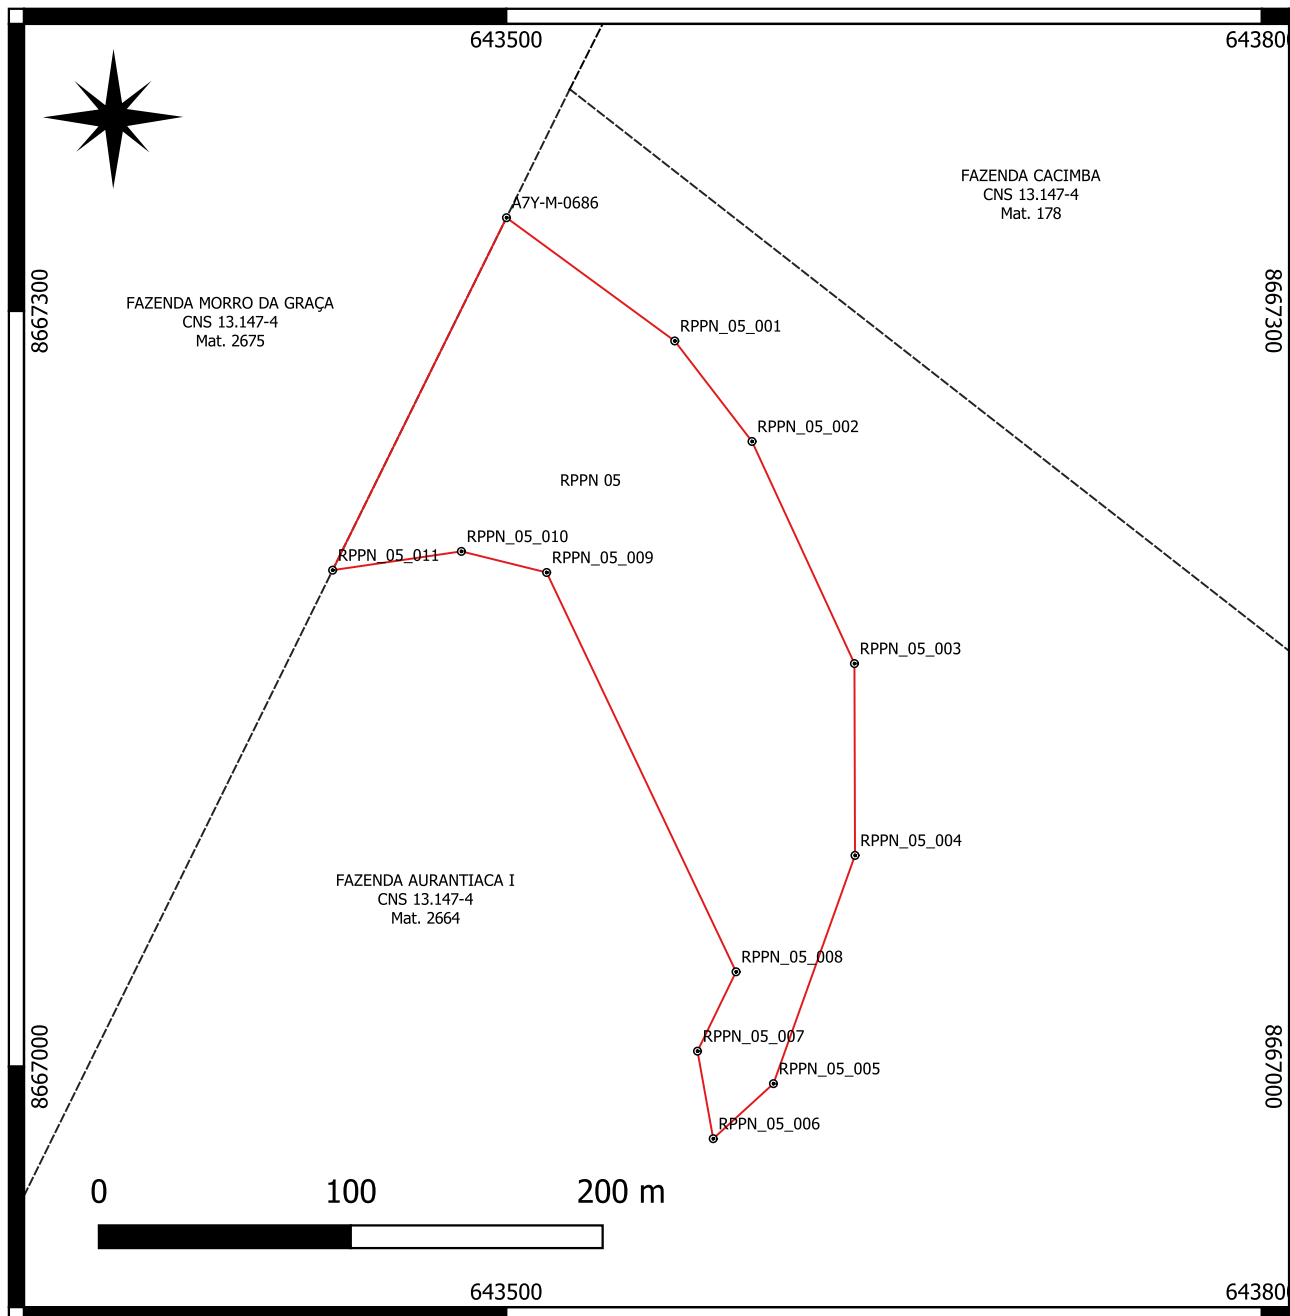 643500
643800
A7Y-M-0686
FAZENDA CACIMBA
CNS 13.147-4
Mat. 178
8667300
8667300
FAZENDA MORRO DA GRAÇA
CNS 13.147-4
Mat. 2675
RPPN_05_001
RPPN_05_002
RPPN 05
RPPN_05_010
RPPN_05_011
RPPN_05_009
RPPN_05_003
RPPN_05_004
FAZENDA AURANTIACA I
CNS 13.147-4
Mat. 2664
RPPN_05_008
RPPN_05_007
8667000
8667000
RPPN_05_005
RPPN_05_006
0 100 200 m
643500
643800